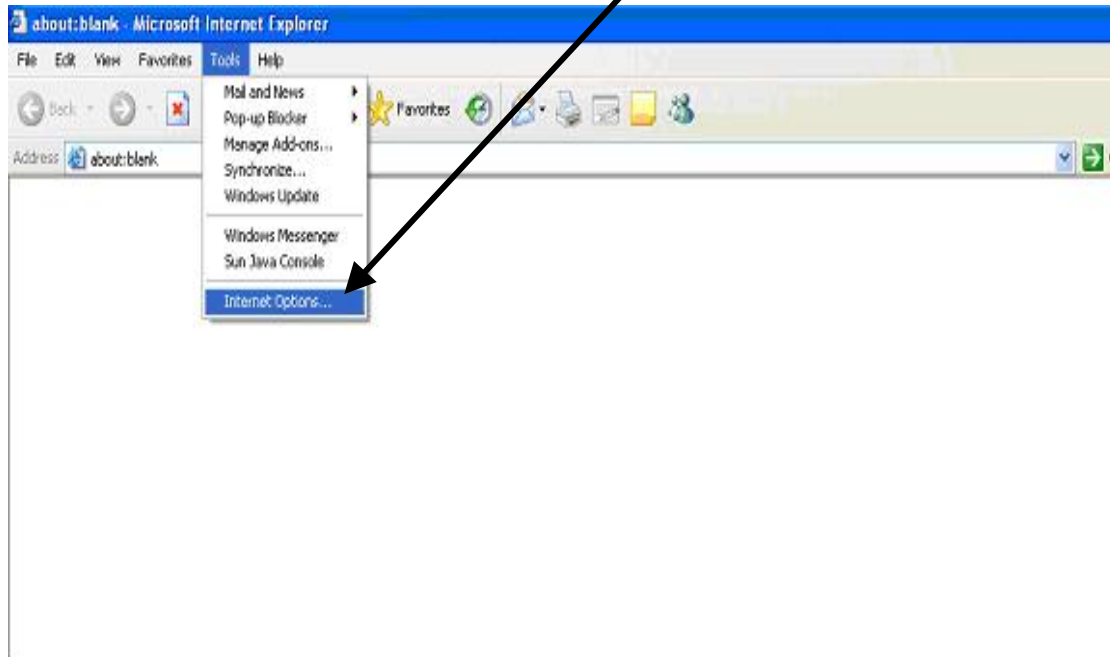 about:blank - Microsoft Internet Explorer
File Edit View Favorites Tools Help
Back Favorites
Address about:blank
Mail and News
Pop-up Blocker
Manage Add-ons...
Synchronize...
Windows Update
Windows Messenger
Sun Java Console
Internet Options...